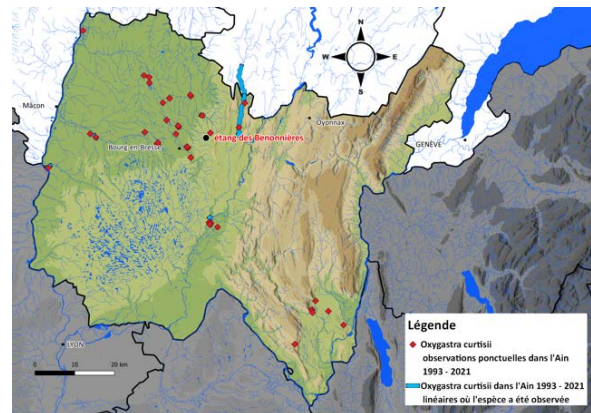 N
W E
S
Mâcon
Oyonnax
étang des Benonnières
Bourg-en-Bresse
GENÈVE
LYON
0 10 20 km
Légende
Oxygastra curtisii
observations ponctuelles dans l'Ain
1993 - 2021
Oxygastra curtisii dans l'Ain 1993 - 2021
linéaires où l'espèce a été observée